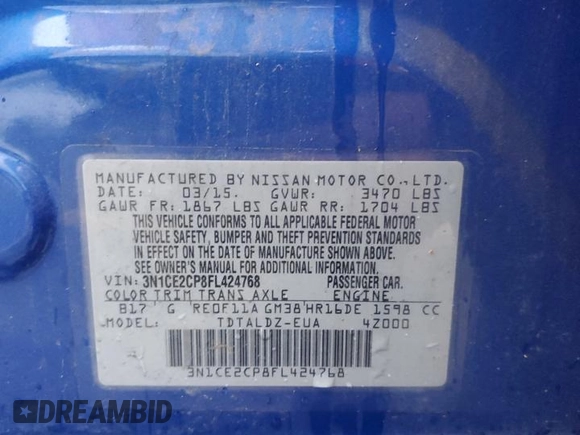 MANUFACTURED BY NISSAN MOTOR CO., LTD.
DATE: 03/15. GVWR: 3470 LBS
GAWR FR: 1867 LBS GAWR RR: 1704 LBS
THIS VEHICLE CONFORMS TO ALL APPLICABLE FEDERAL MOTOR
VEHICLE SAFETY, BUMPER AND THEFT PREVENTION STANDARDS
IN EFFECT ON THE DATE OF MANUFACTURE SHOWN ABOVE.
SEE OWNER'S MANUAL FOR ADDITIONAL INFORMATION.
VIN: 3N1CE2CP8FL424768 PASSENGER CAR.
COLOR TRIM TRANS AXLE ENGINE
B17 G RE0F11A GM38 HR16DE 1598 CC
MODEL: TDTALDZ-EUA 4Z000
3N1CE2CP8FL424768
DREAMBID